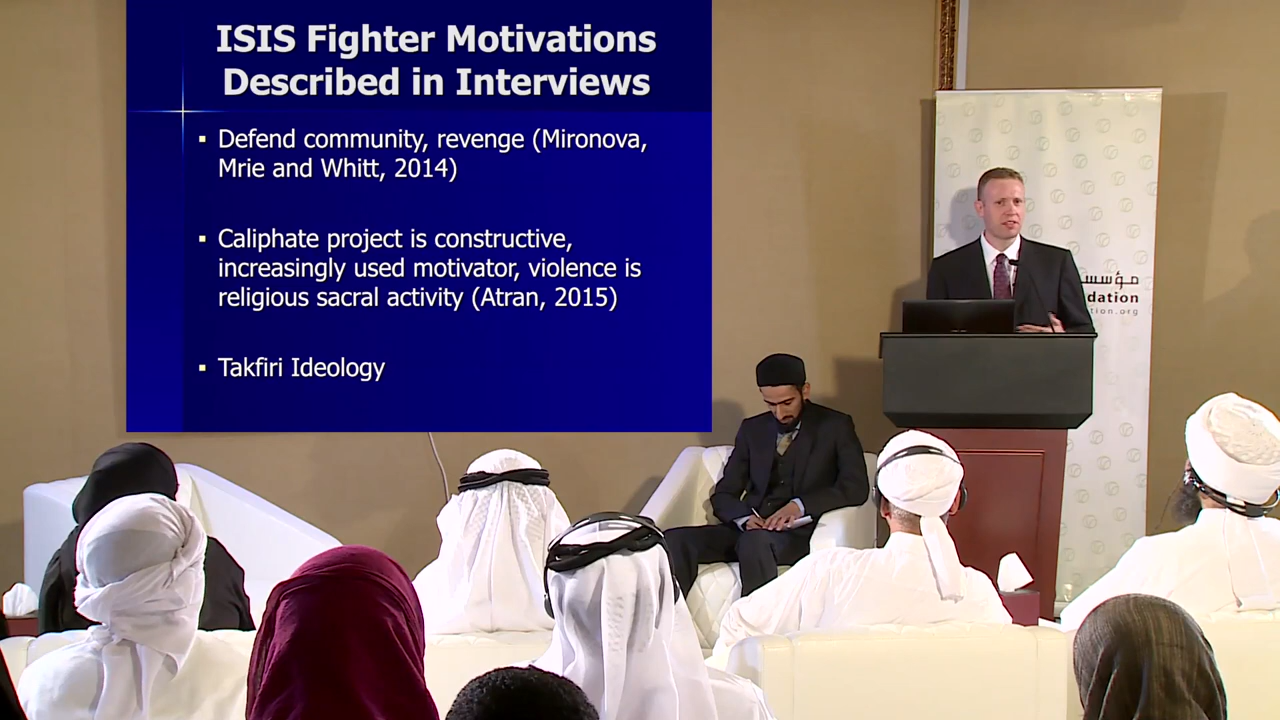 ISIS Fighter Motivations
Described in Interviews
▪ Defend community, revenge (Mironova,
Mrie and Whitt, 2014)
▪ Caliphate project is constructive,
increasingly used motivator, violence is
religious sacral activity (Atran, 2015)
▪ Takfiri Ideology
مؤسس
dation
tion.org